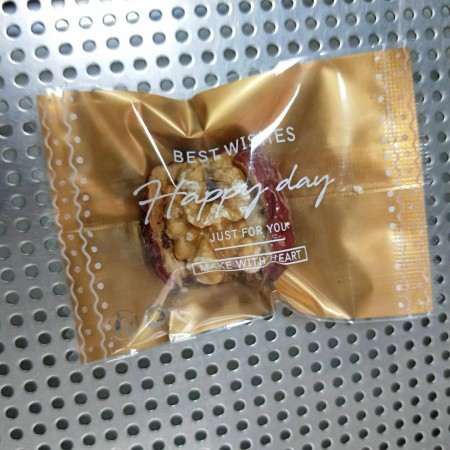 BEST WISHES
Happy day
JUST FOR YOU
MAKE WITH HEART